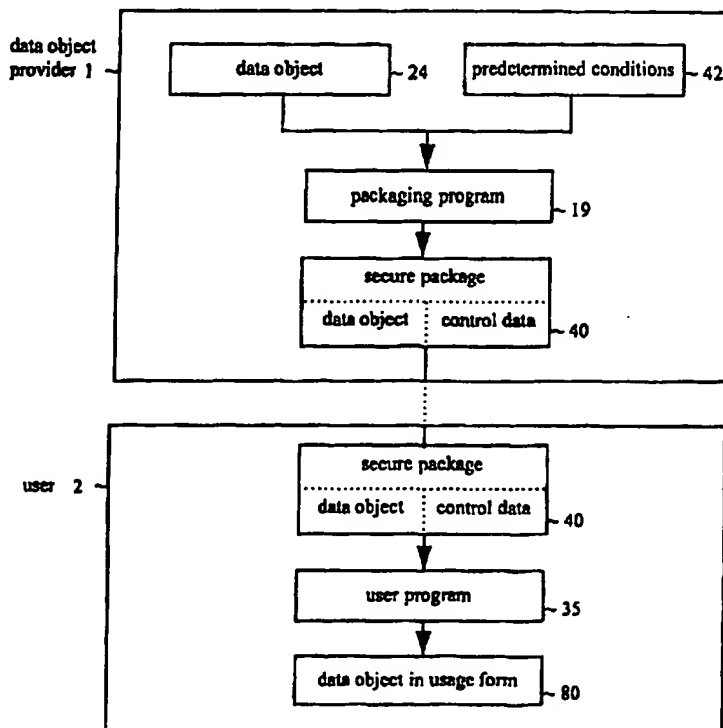 data object
provider 1
data object
24
predetermined conditions
42
packaging program
19
secure package
data object control data
40
user 2
secure package
data object control data
40
user program
35
data object in usage form
80